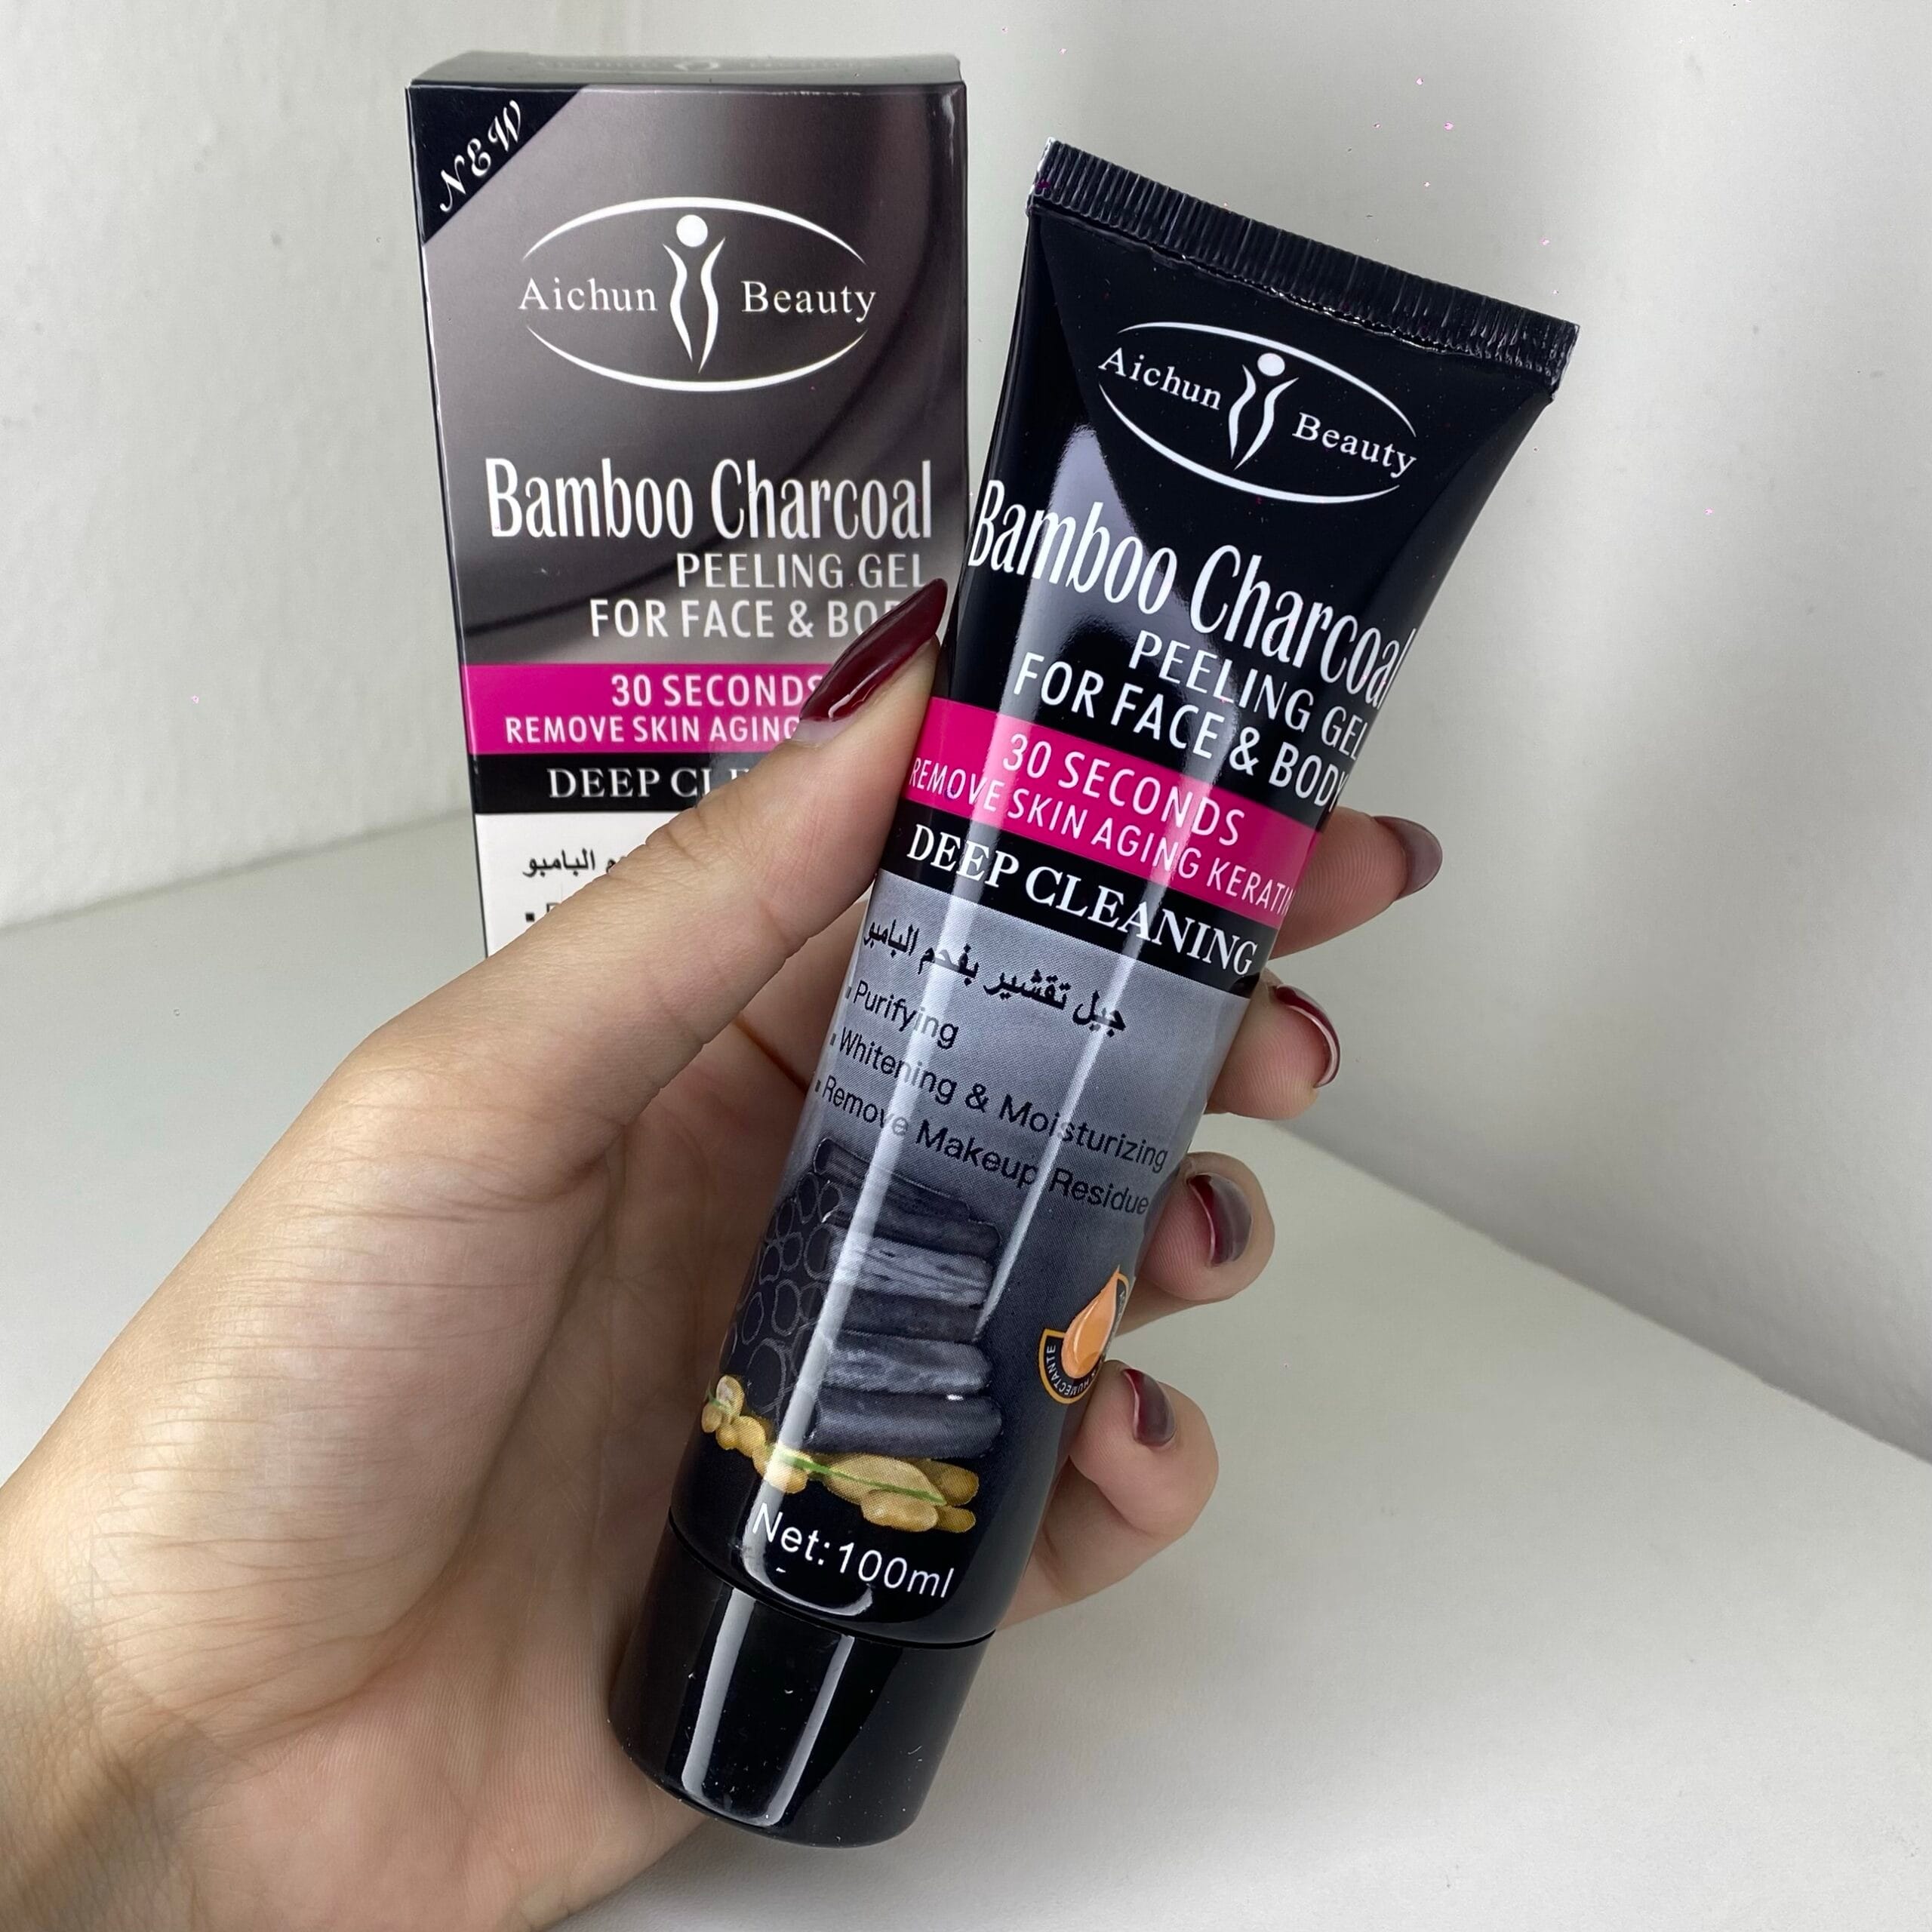 NEW
Aichun Beauty
Bamboo Charcoal
PEELING GEL
FOR FACE &
30 SECONDS
REMOVE SKIN AGING
DEEP
البامبو
Aichun Beauty
Bamboo Charcoal
PEELING GEL
FOR FACE & BODY
30 SECONDS
REMOVE SKIN AGING KERATIN
DEEP CLEANING
جيل تقشير بفحم البامبو
▪ Purifying
▪ Whitening & Moisturizing
▪ Remove Makeup Residue
HUMECTANTE
Net:100ml